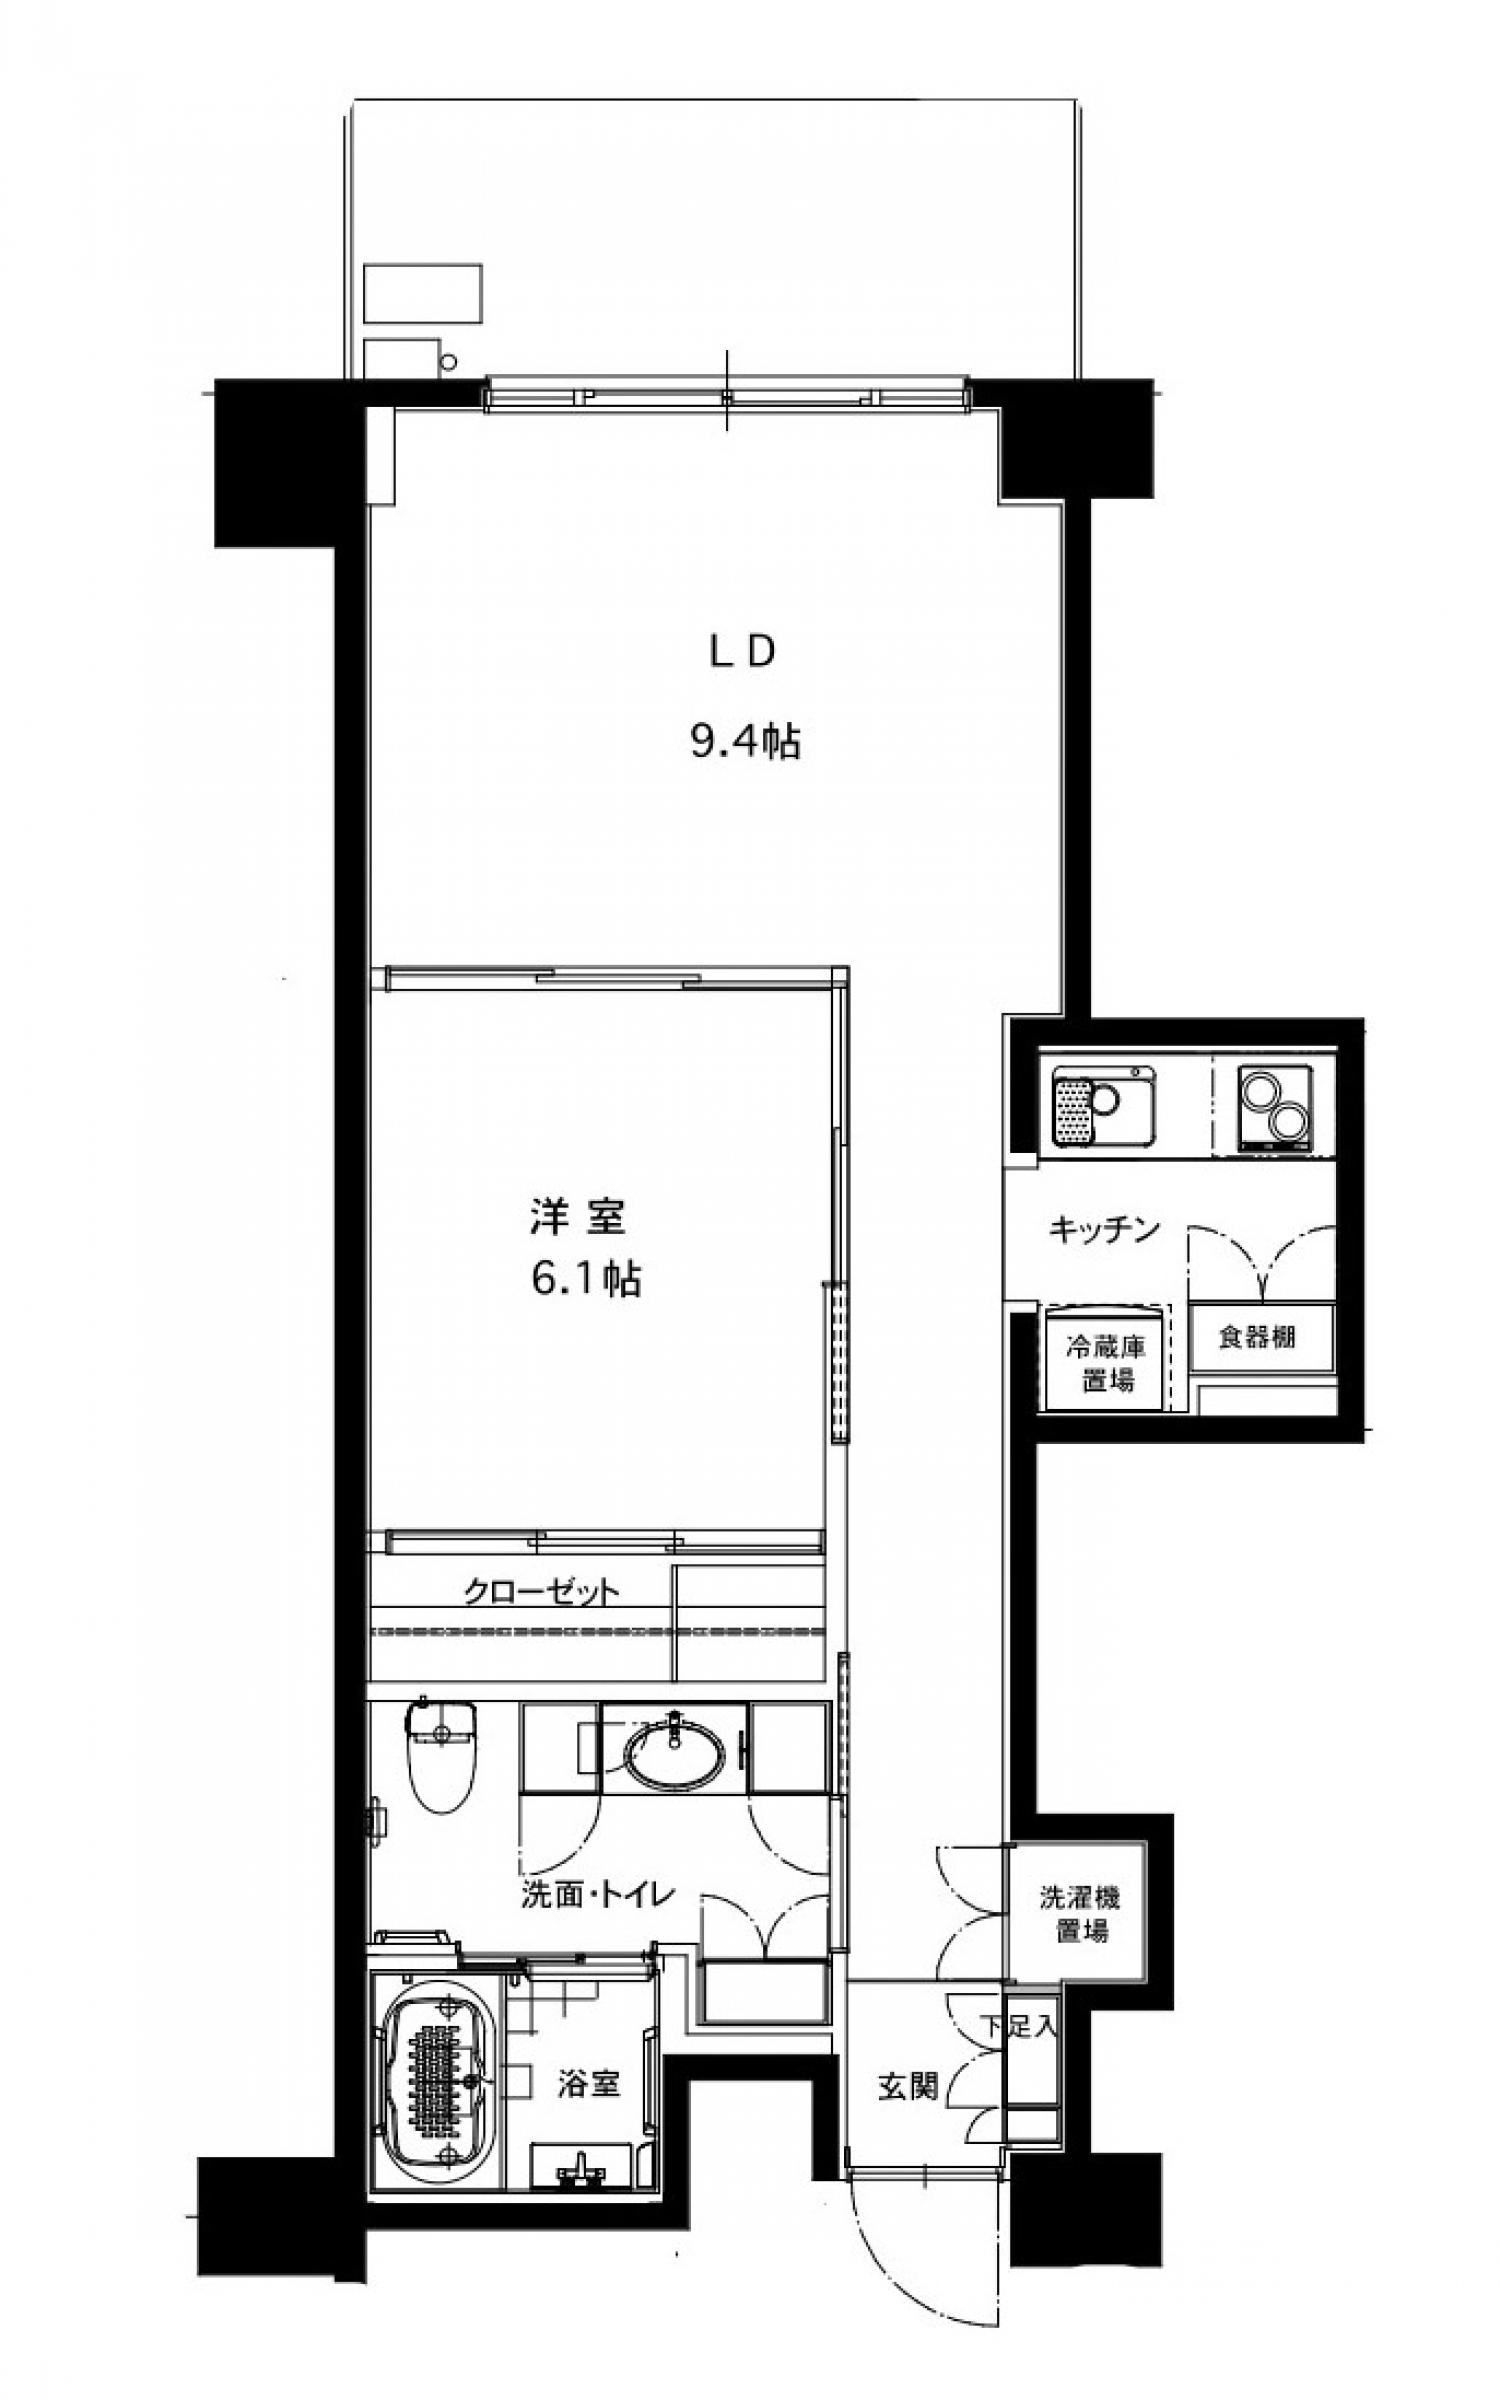 ＬＤ
9.4帖
洋室
6.1帖
キッチン
冷蔵庫
置場
食器棚
クローゼット
洗面・トイレ
洗濯機
置場
下足入
玄関
浴室